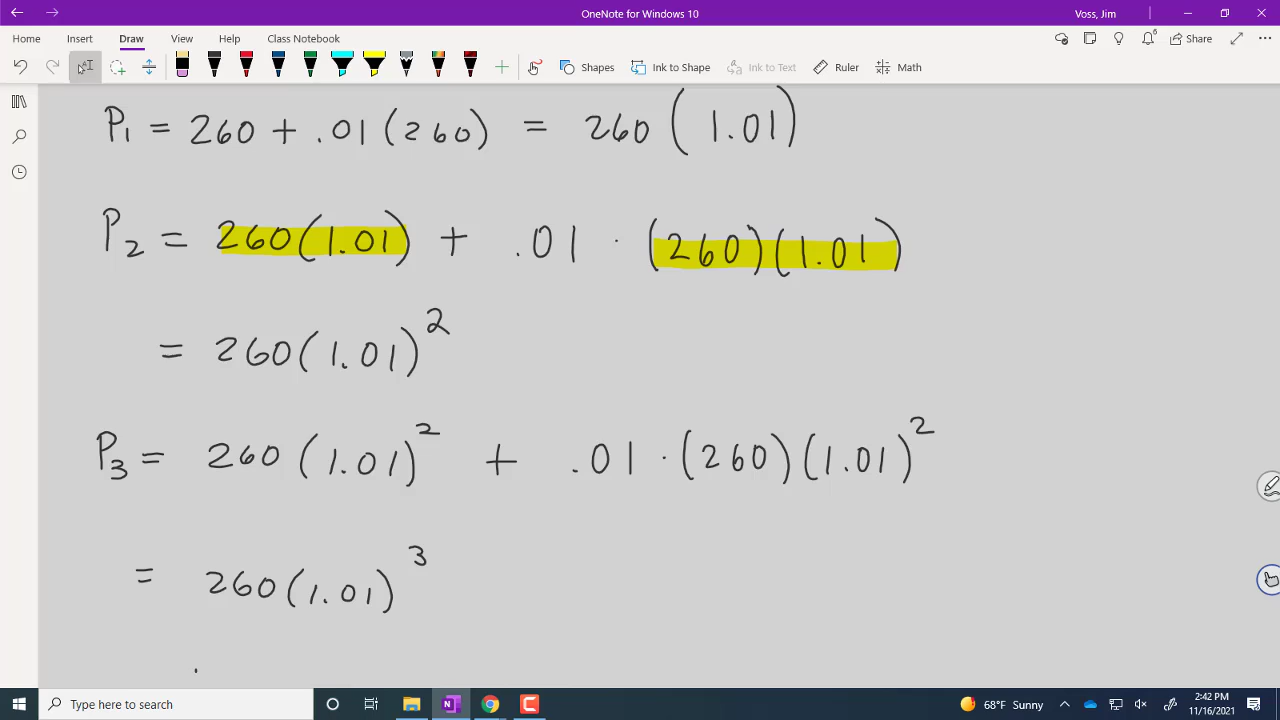 OneNote for Windows 10
Voss, Jim
Home Insert Draw View Help Class Notebook
Share
Shapes Ink to Shape Ink to Text Ruler Math
P₁ = 260 + .01(260) = 260(1.01)
P₂ = 260(1.01) + .01 · (260)(1.01)
= 260(1.01)²
P₃ = 260(1.01)² + .01 · (260)(1.01)²
= 260(1.01)³
Type here to search
68°F Sunny
2:42 PM
11/16/2021